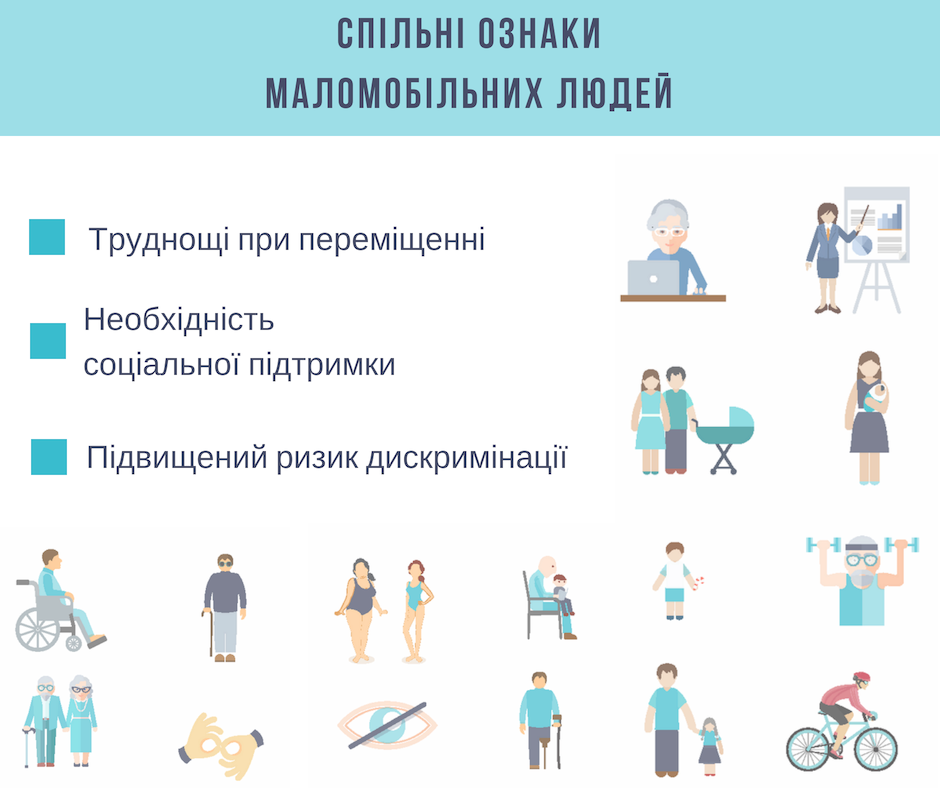 СПІЛЬНІ ОЗНАКИ
МАЛОМОБІЛЬНИХ ЛЮДЕЙ
Труднощі при переміщенні
Необхідність
соціальної підтримки
Підвищений ризик дискримінації